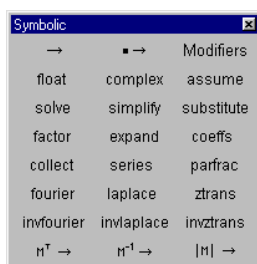 Symbolic
→ ▪ → Modifiers
float complex assume
solve simplify substitute
factor expand coeffs
collect series parfrac
fourier laplace ztrans
invfourier invlaplace invztrans
Mᵀ → M⁻¹ → |M| →